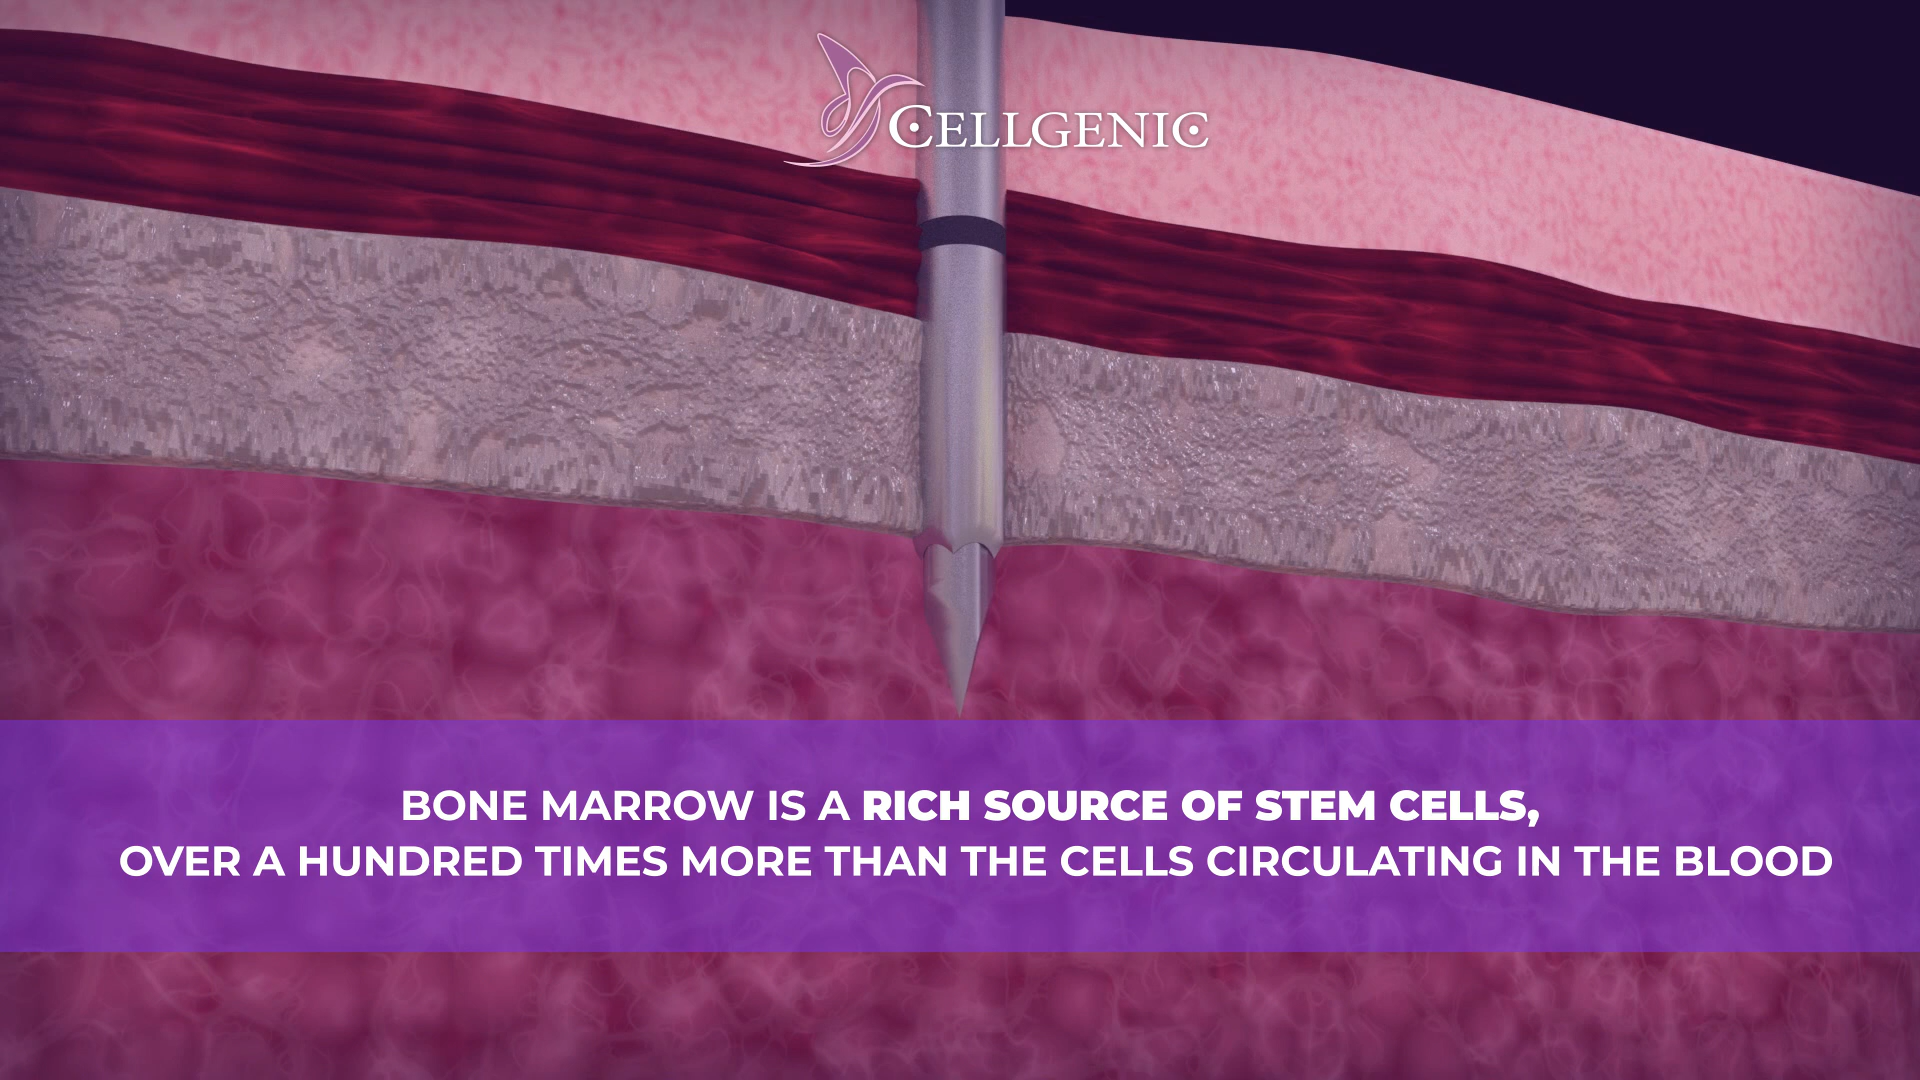 CELLGENIC
BONE MARROW IS A RICH SOURCE OF STEM CELLS,
OVER A HUNDRED TIMES MORE THAN THE CELLS CIRCULATING IN THE BLOOD